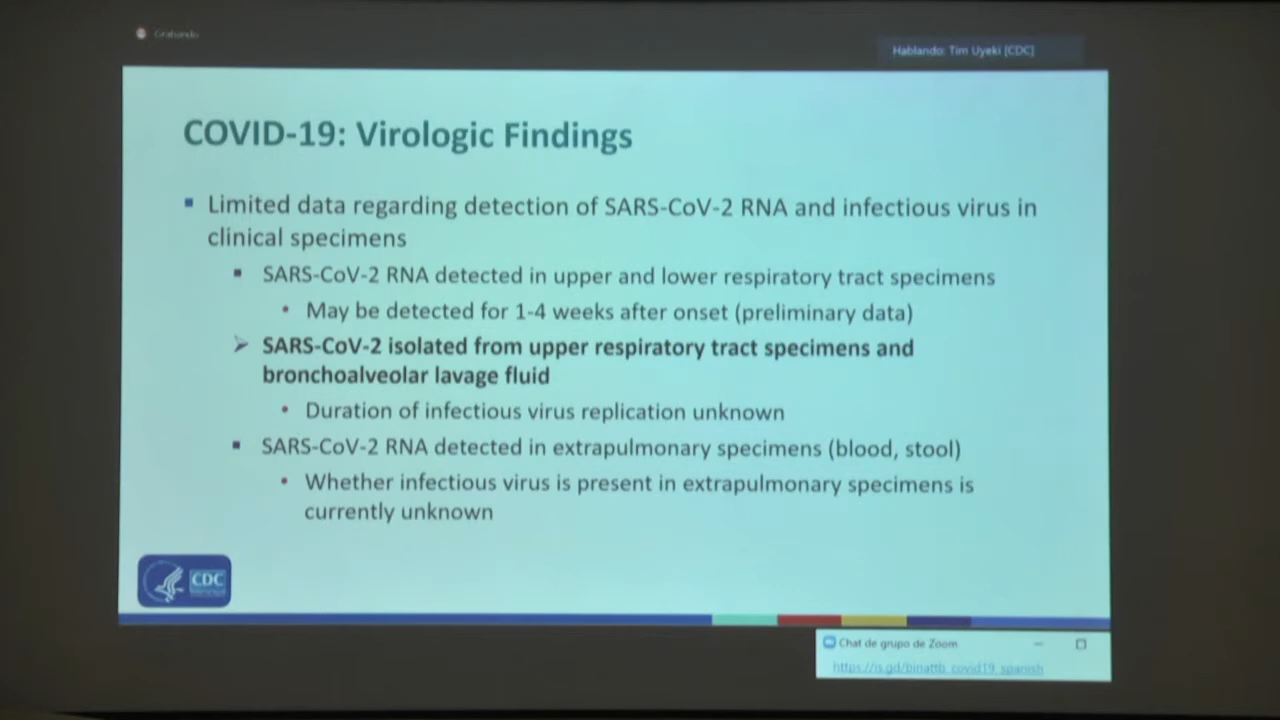 Grabando
Hablando: Tim Uyeki [CDC]
COVID-19: Virologic Findings
Limited data regarding detection of SARS-CoV-2 RNA and infectious virus in
clinical specimens
SARS-CoV-2 RNA detected in upper and lower respiratory tract specimens
May be detected for 1-4 weeks after onset (preliminary data)
SARS-CoV-2 isolated from upper respiratory tract specimens and
bronchoalveolar lavage fluid
Duration of infectious virus replication unknown
SARS-CoV-2 RNA detected in extrapulmonary specimens (blood, stool)
Whether infectious virus is present in extrapulmonary specimens is
currently unknown
CDC
Chat de grupo de Zoom
https://is.gd/binattb_covid19_spanish